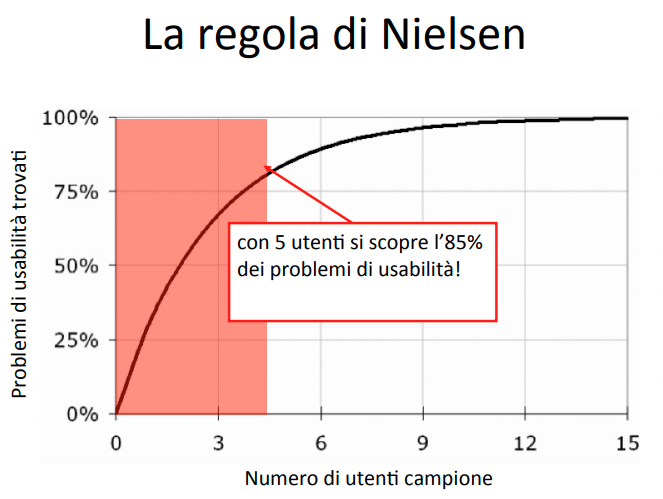 La regola di Nielsen
Problemi di usabilità trovati
100%
75%
50%
25%
0%
con 5 utenti si scopre l'85%
dei problemi di usabilità!
0 3 6 9 12 15
Numero di utenti campione